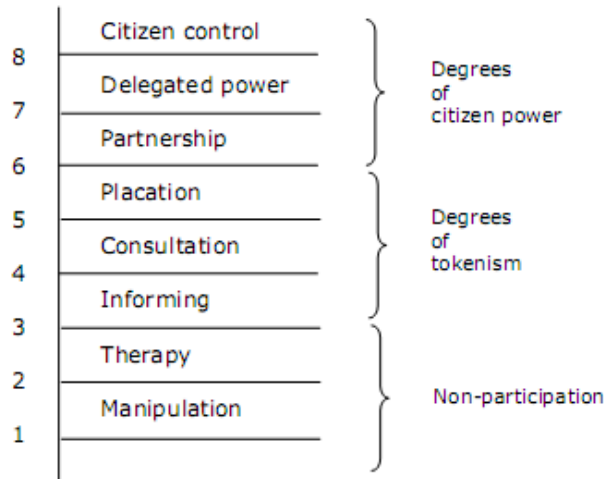 Citizen control
8
Delegated power
7
Partnership
6
Placation
5
Consultation
4
Informing
3
Therapy
2
Manipulation
1
Degrees
of
citizen power
Degrees
of
tokenism
Non-participation